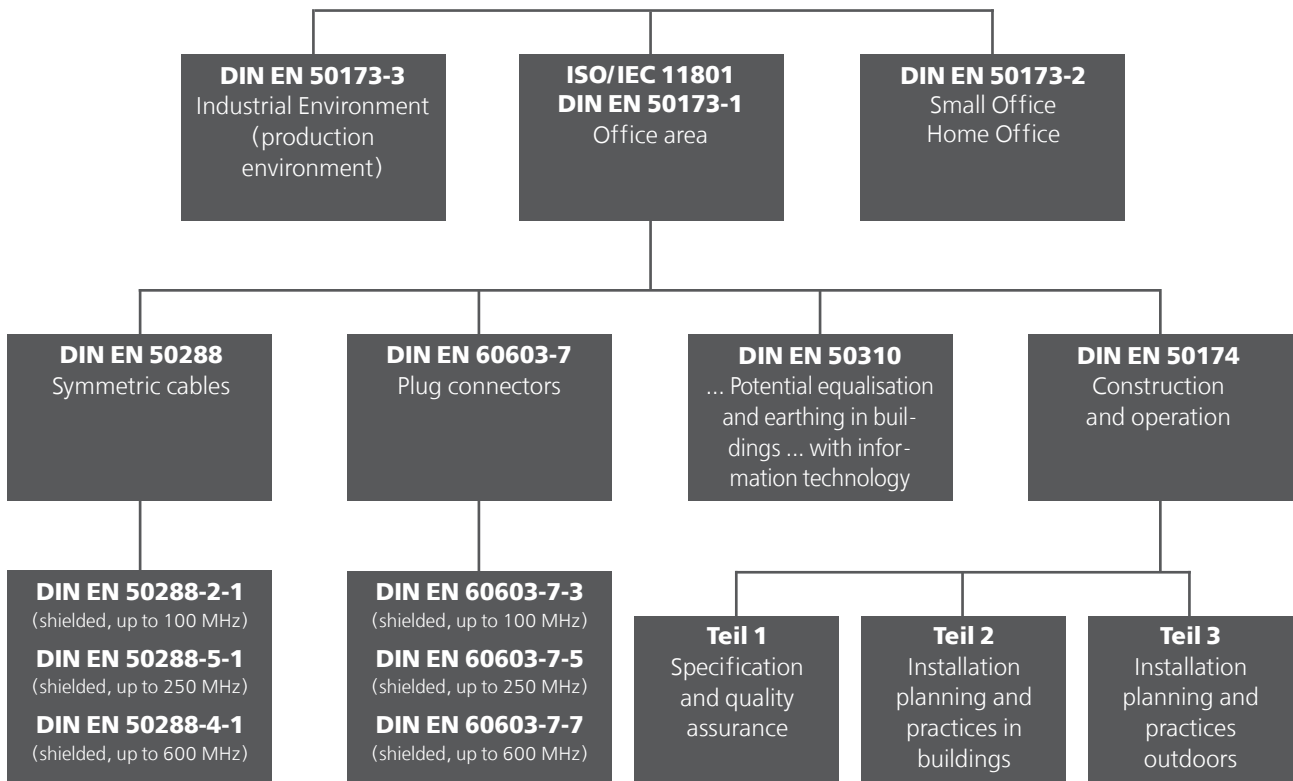 DIN EN 50173-3
Industrial Environment
(production
environment)
ISO/IEC 11801
DIN EN 50173-1
Office area
DIN EN 50173-2
Small Office
Home Office
DIN EN 50288
Symmetric cables
DIN EN 60603-7
Plug connectors
DIN EN 50310
... Potential equalisation
and earthing in buil-
dings ... with infor-
mation technology
DIN EN 50174
Construction
and operation
DIN EN 50288-2-1
(shielded, up to 100 MHz)
DIN EN 50288-5-1
(shielded, up to 250 MHz)
DIN EN 50288-4-1
(shielded, up to 600 MHz)
DIN EN 60603-7-3
(shielded, up to 100 MHz)
DIN EN 60603-7-5
(shielded, up to 250 MHz)
DIN EN 60603-7-7
(shielded, up to 600 MHz)
Teil 1
Specification
and quality
assurance
Teil 2
Installation
planning and
practices in
buildings
Teil 3
Installation
planning and
practices
outdoors